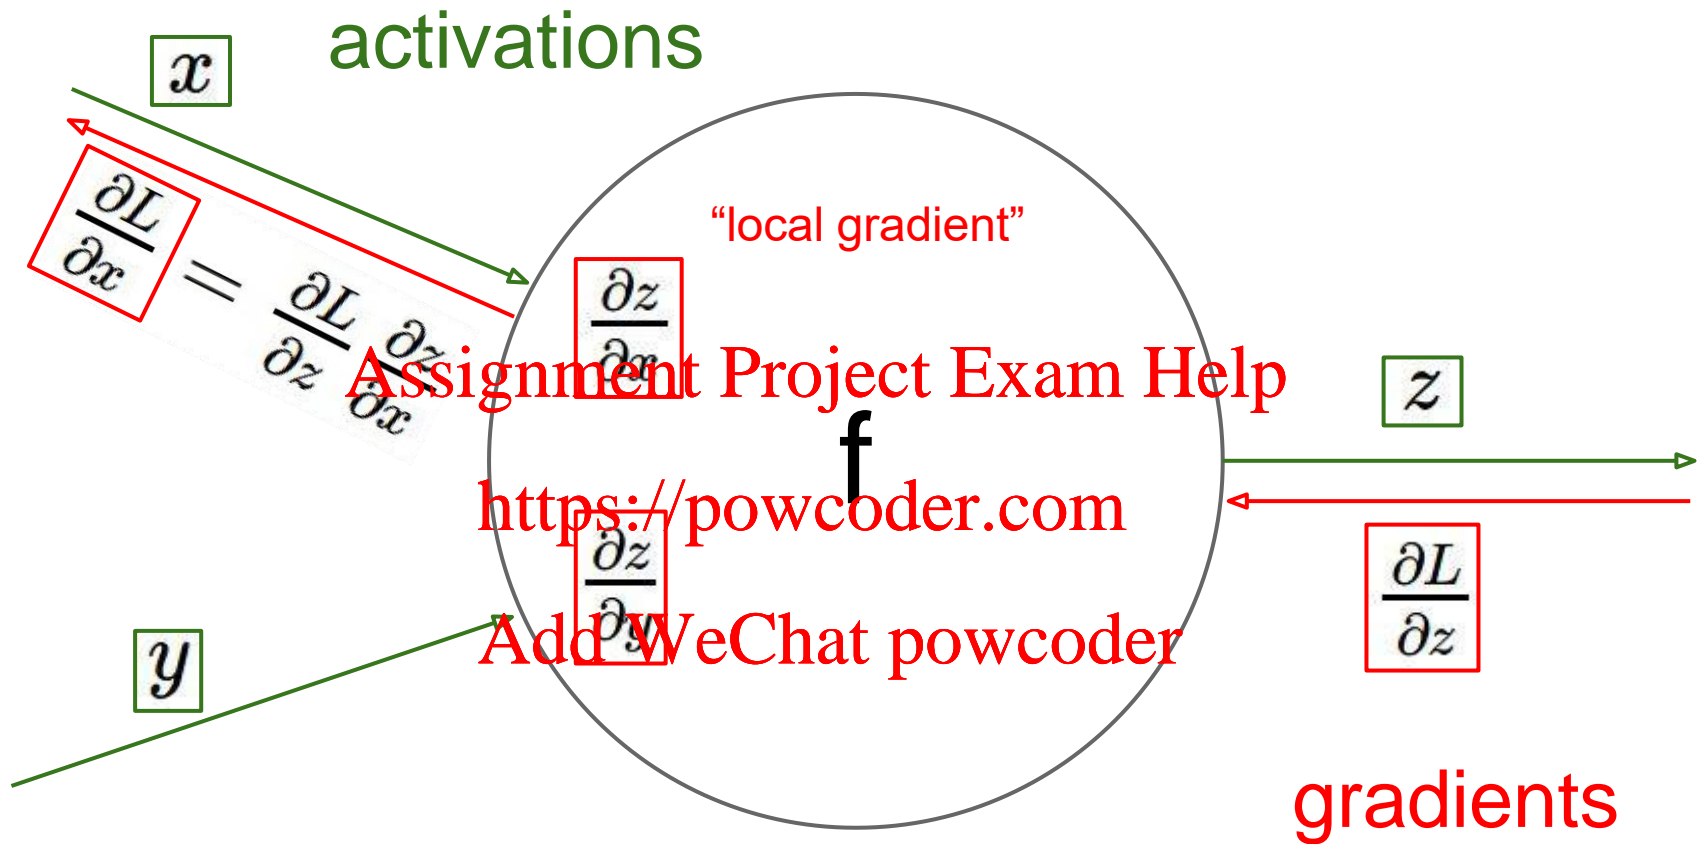 activations
x
∂L/∂x = ∂L/∂z ∂z/∂x
“local gradient”
∂z/∂x
Assignment Project Exam Help
f
z
https://powcoder.com
∂z/∂y
∂L/∂z
Add WeChat powcoder
y
gradients